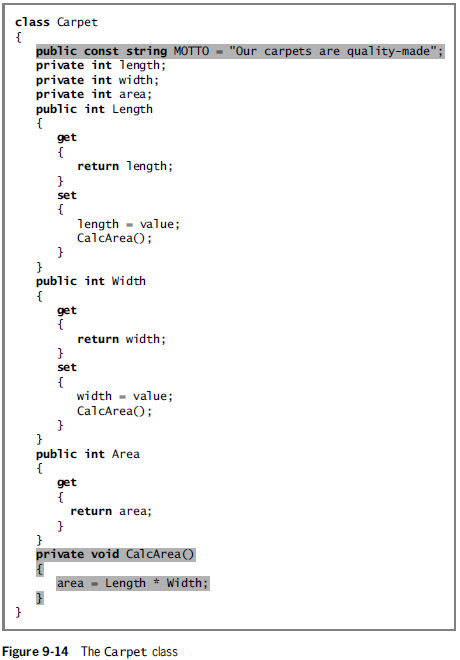 class Carpet
{
public const string MOTTO = "Our carpets are quality-made";
private int length;
private int width;
private int area;
public int Length
{
get
{
return length;
}
set
{
length = value;
CalcArea();
}
}
public int Width
{
get
{
return width;
}
set
{
width = value;
CalcArea();
}
}
public int Area
{
get
{
return area;
}
}
private void CalcArea()
{
area = Length * Width;
}
}
Figure 9-14 The Carpet class